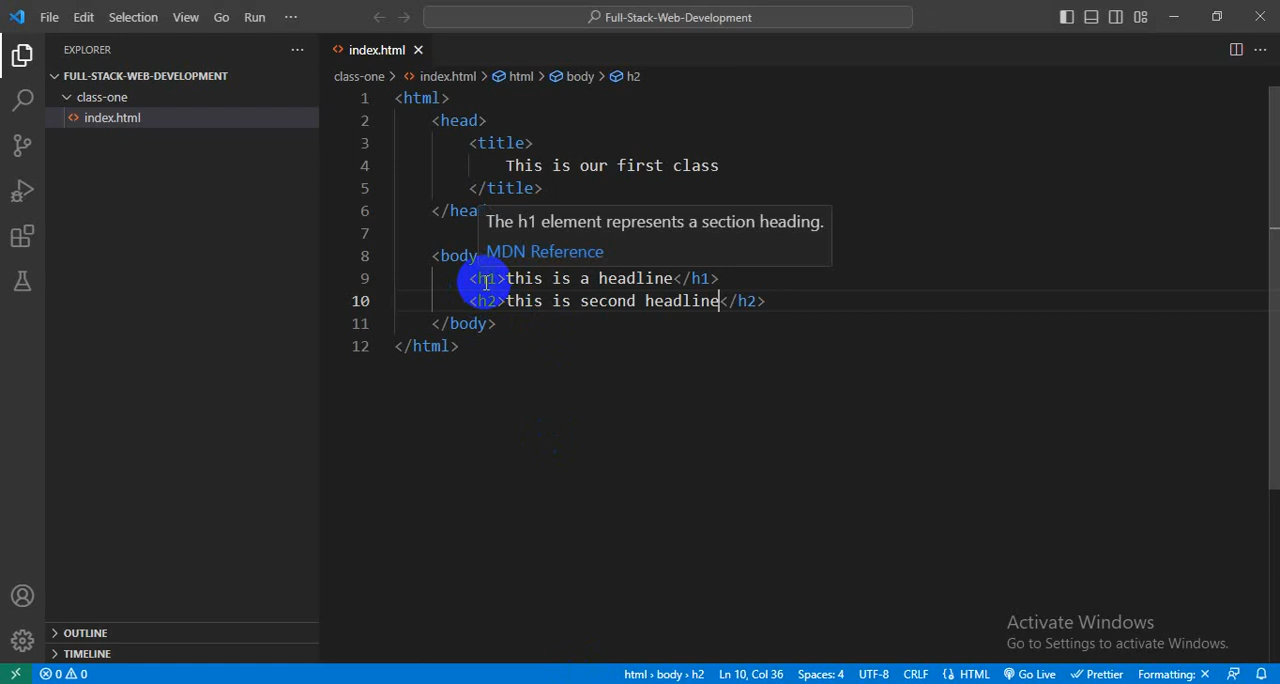 File Edit Selection View Go Run ··· Full-Stack-Web-Development
EXPLORER ···
index.html
FULL-STACK-WEB-DEVELOPMENT
class-one > index.html > html > body > h2
class-one
index.html
1 <html>
2 <head>
3 <title>
4 This is our first class
5 </title>
6 </hea
The h1 element represents a section heading.
7
MDN Reference
8 <body
9 <h1>this is a headline</h1>
10 <h2>this is second headline</h2>
11 </body>
12 </html>
Activate Windows
Go to Settings to activate Windows.
OUTLINE
TIMELINE
0 0 html > body > h2 Ln 10, Col 36 Spaces: 4 UTF-8 CRLF {} HTML Go Live Prettier Formatting: ×